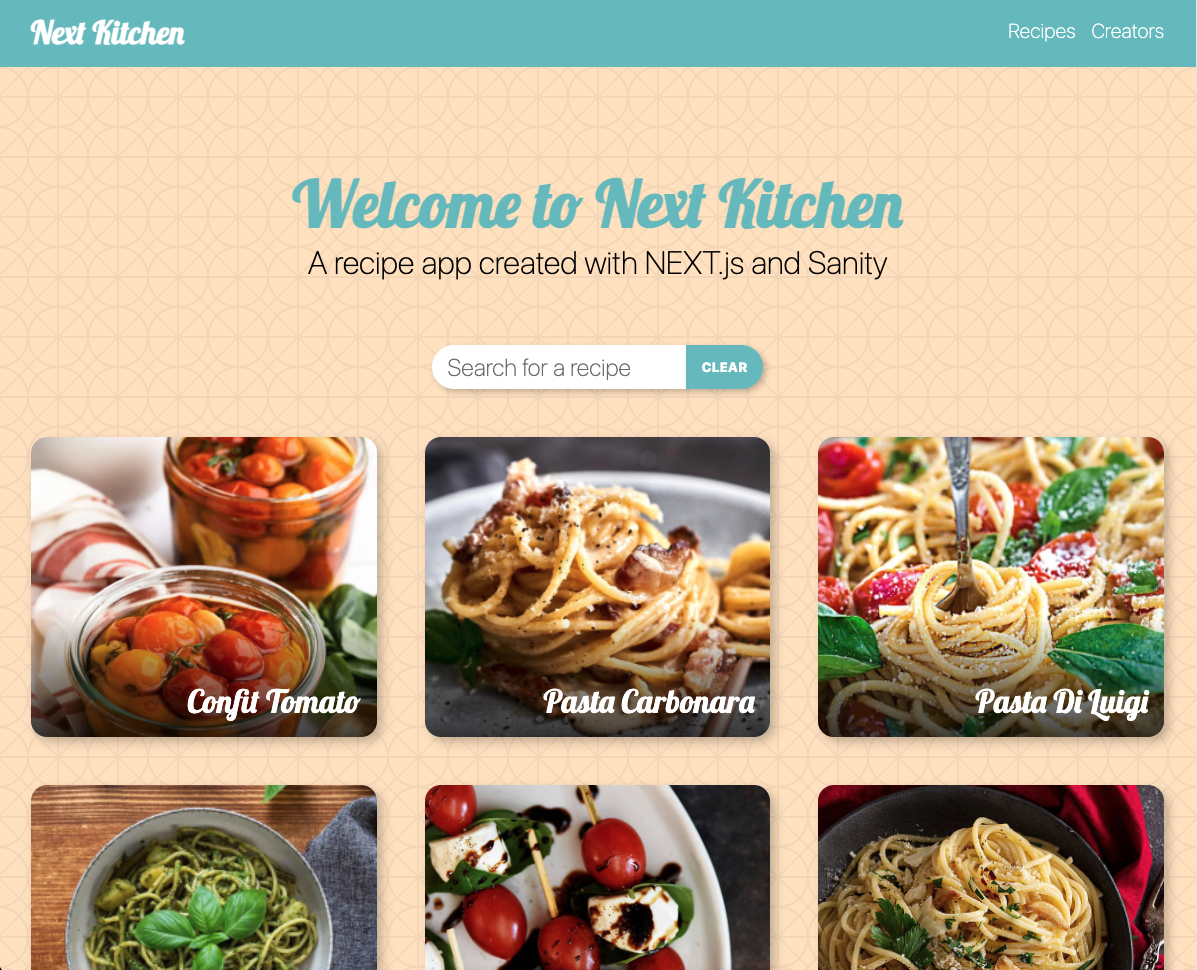 Next Kitchen
Recipes Creators
Welcome to Next Kitchen
A recipe app created with NEXT.js and Sanity
Search for a recipe CLEAR
Confit Tomato
Pasta Carbonara
Pasta Di Luigi